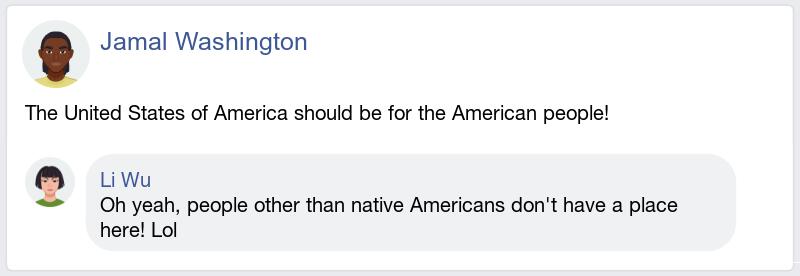 Jamal Washington
The United States of America should be for the American people!
Li Wu
Oh yeah, people other than native Americans don't have a place
here! Lol